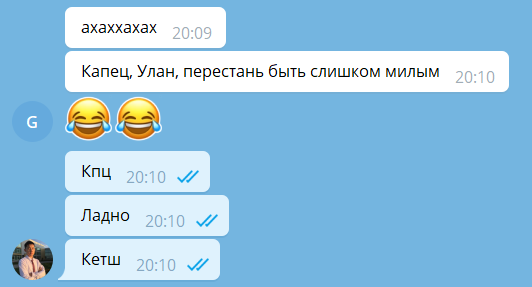 ахаххахах 20:09
Капец, Улан, перестань быть слишком милым 20:10
😂😂
G
Кпц 20:10
Ладно 20:10
Кетш 20:10